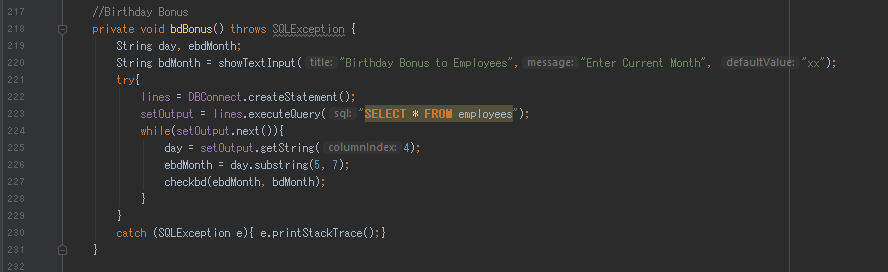 217 //Birthday Bonus
218 private void bdBonus() throws SQLException {
219 String day, ebdMonth;
220 String bdMonth = showTextInput( title: "Birthday Bonus to Employees", message: "Enter Current Month", defaultValue: "xx");
221 try{
222 lines = DBConnect.createStatement();
223 setOutput = lines.executeQuery( sql: "SELECT * FROM employees");
224 while(setOutput.next()){
225 day = setOutput.getString( columnIndex: 4);
226 ebdMonth = day.substring(5, 7);
227 checkbd(ebdMonth, bdMonth);
228 }
229 }
230 catch (SQLException e){ e.printStackTrace();}
231 }
232